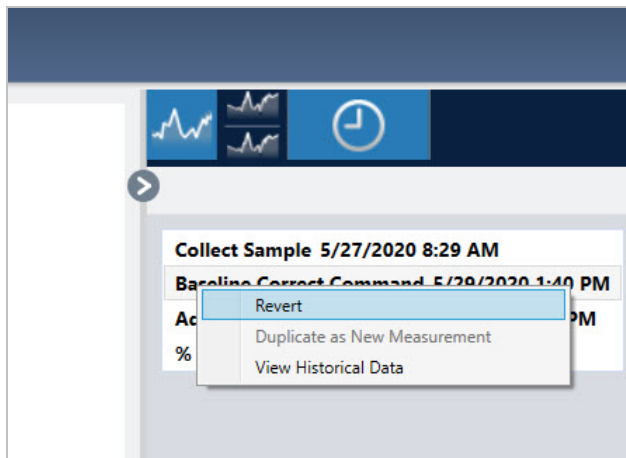 Collect Sample 5/27/2020 8:29 AM
Baseline Correct Command 5/29/2020 1:40 PM
Revert
PM
Duplicate as New Measurement
%
View Historical Data